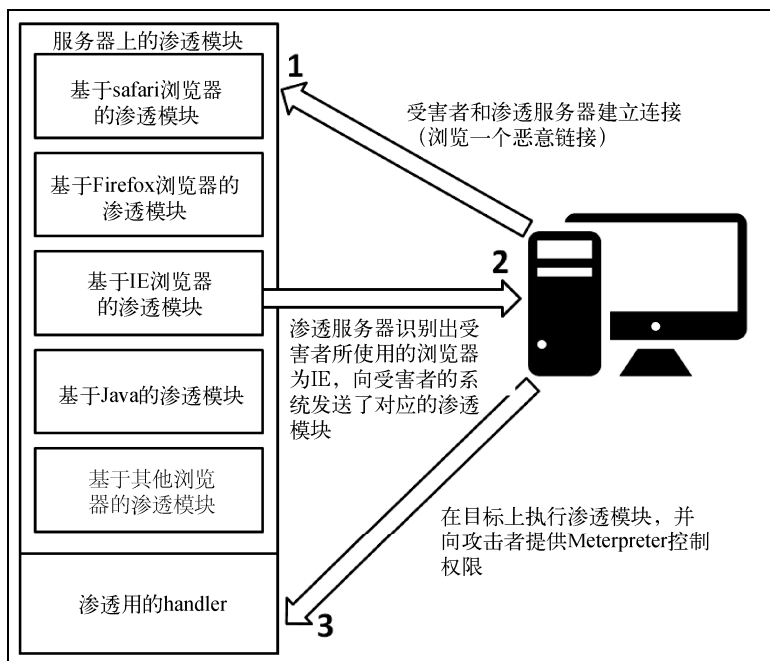 服务器上的渗透模块
基于safari浏览器
的渗透模块
基于Firefox浏览器的
渗透模块
基于IE浏览器
的渗透模块
基于Java的渗透模块
基于其他浏览
器的渗透模块
渗透用的handler
1
受害者和渗透服务器建立连接
（浏览一个恶意链接）
2
渗透服务器识别出受
害者所使用的浏览器
为IE，向受害者的系
统发送了对应的渗透
模块
在目标上执行渗透模块，并
向攻击者提供Meterpreter控制
权限
3